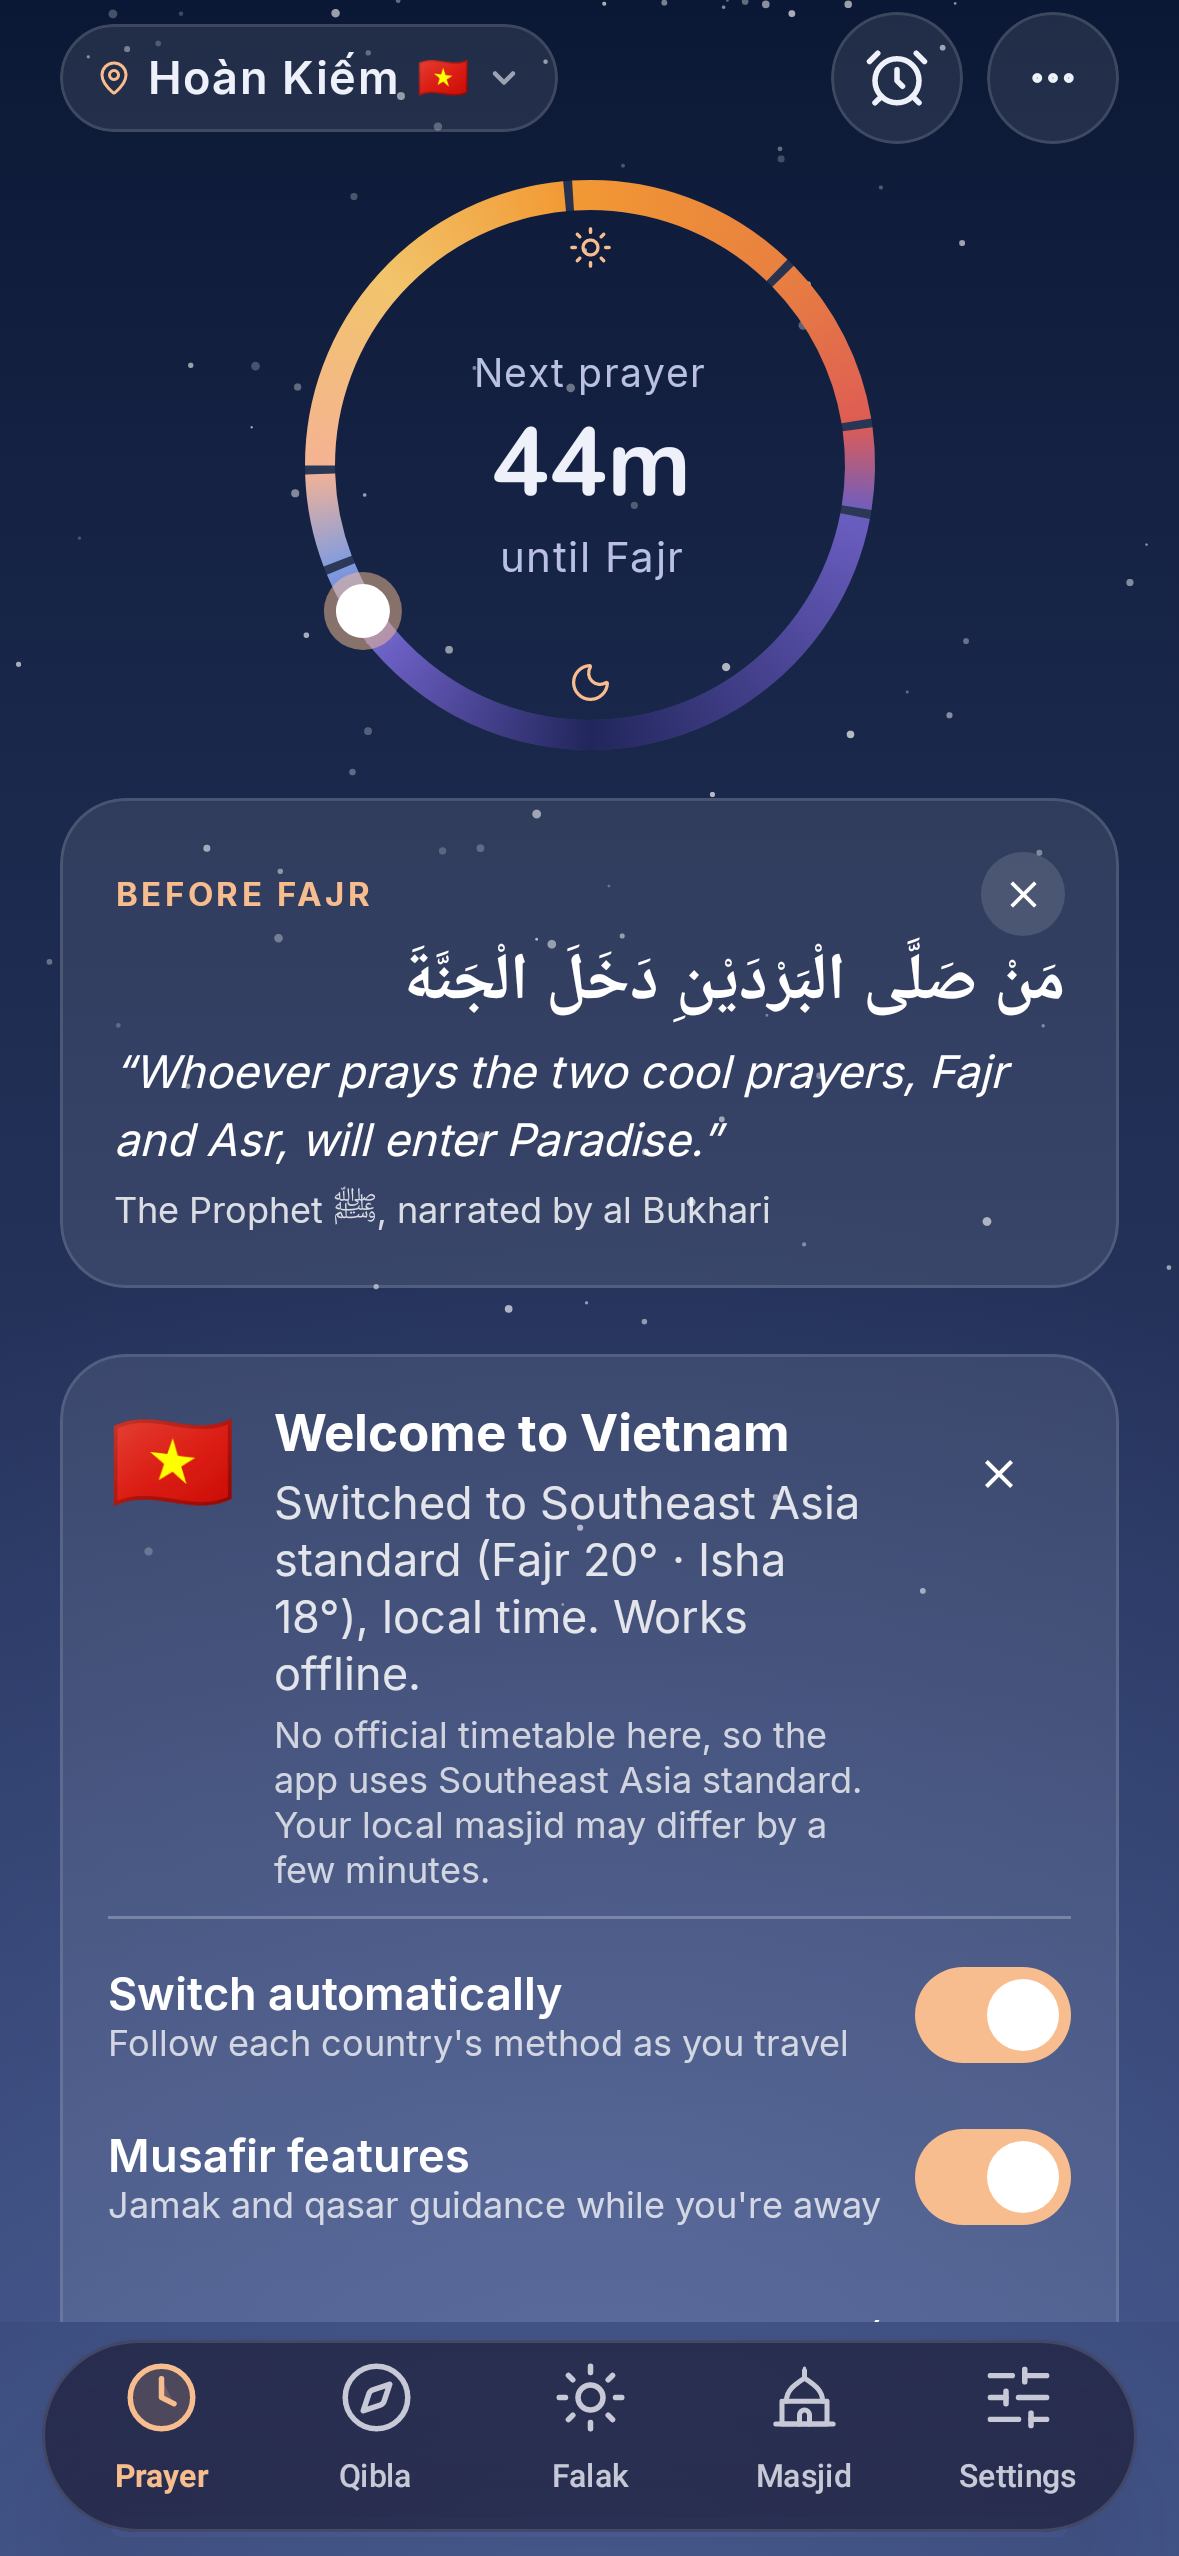 Hoàn Kiếm
Next prayer
44m
until Fajr
BEFORE FAJR
مَنْ صَلَّى الْبَرْدَيْنِ دَخَلَ الْجَنَّةَ
“Whoever prays the two cool prayers, Fajr
and Asr, will enter Paradise.”
The Prophet ﷺ, narrated by al Bukhari
Welcome to Vietnam
Switched to Southeast Asia
standard (Fajr 20° · Isha
18°), local time. Works
offline.
No official timetable here, so the
app uses Southeast Asia standard.
Your local masjid may differ by a
few minutes.
Switch automatically
Follow each country's method as you travel
Musafir features
Jamak and qasar guidance while you're away
Prayer
Qibla
Falak
Masjid
Settings